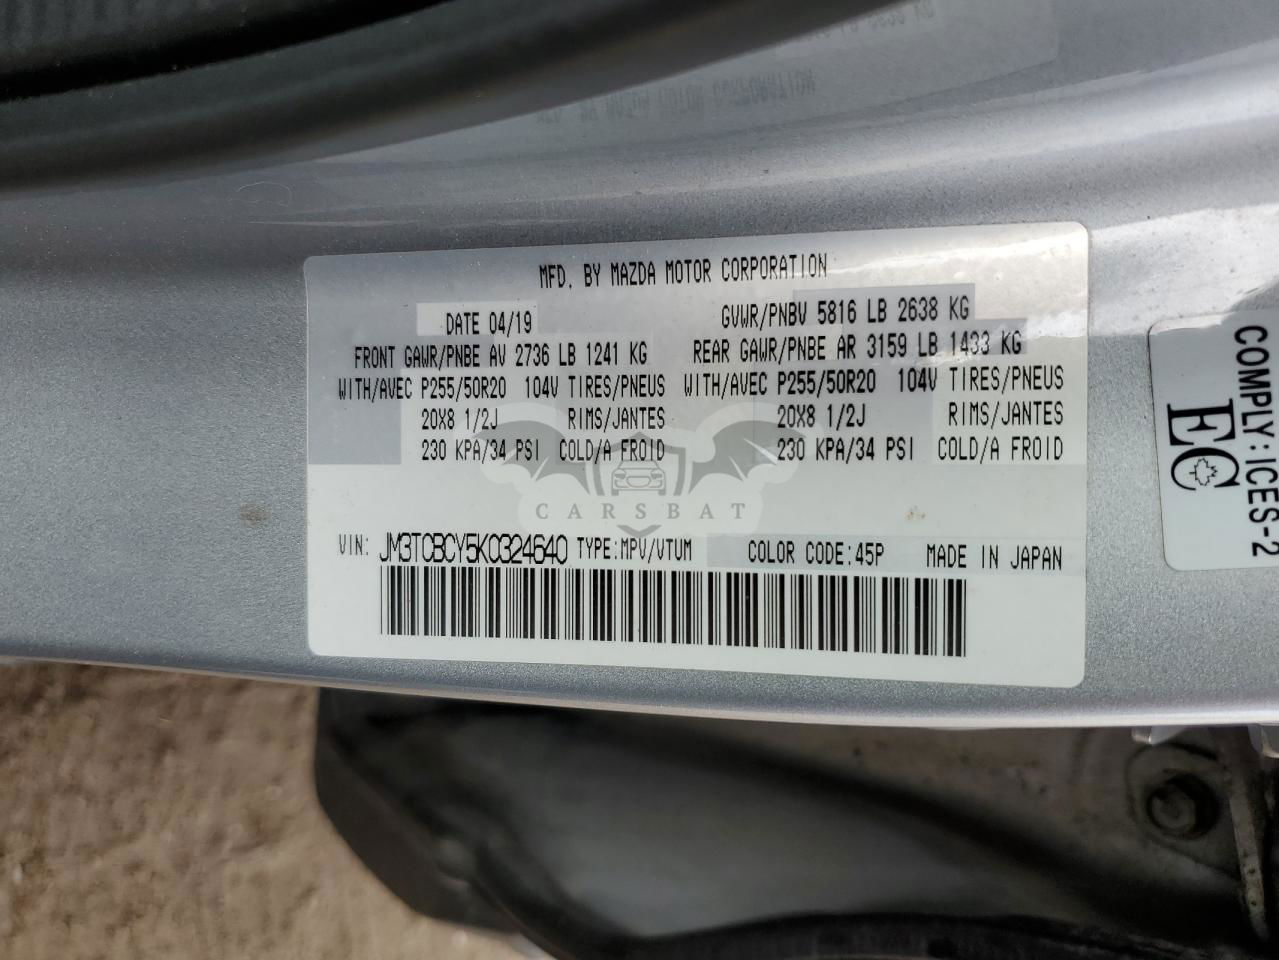 MFD. BY MAZDA MOTOR CORPORATION
DATE 04/19
GVWR/PNBV 5816 LB 2638 KG
FRONT GAWR/PNBE AV 2736 LB 1241 KG
REAR GAWR/PNBE AR 3159 LB 1433 KG
WITH/AVEC P255/50R20 104V TIRES/PNEUS
WITH/AVEC P255/50R20 104V TIRES/PNEUS
20X8 1/2J RIMS/JANTES
20X8 1/2J RIMS/JANTES
230 KPA/34 PSI COLD/A FROID
230 KPA/34 PSI COLD/A FROID
CARSBAT
VIN: JM3TCBCY5K0324640 TYPE:MPV/VTUM COLOR CODE:45P MADE IN JAPAN
COMPLY: ICES-2
EC